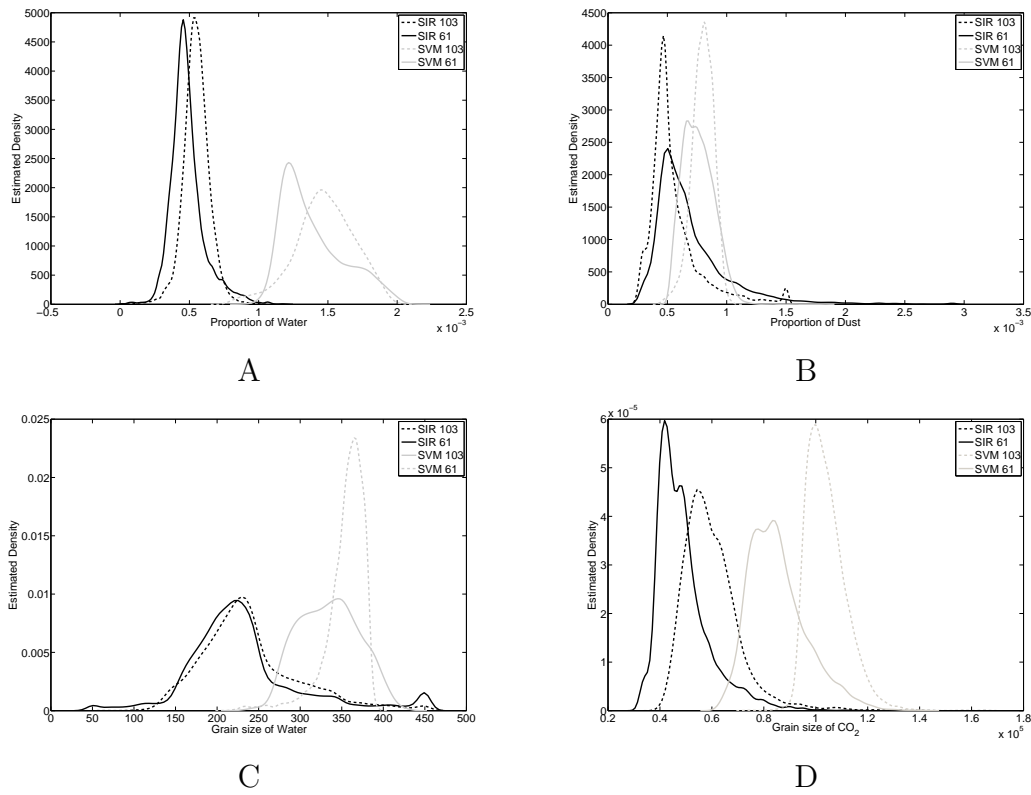 5000
4500
4000
3500
3000
2500
2000
1500
1000
500
0
Estimated Density
SIR 103
SIR 61
SVM 103
SVM 61
−0.5 0 0.5 1 1.5 2 2.5
Proportion of Water
x 10−3
A
4500
4000
3500
3000
2500
2000
1500
1000
500
0
Estimated Density
SIR 103
SIR 61
SVM 103
SVM 61
0 0.5 1 1.5 2 2.5 3 3.5
Proportion of Dust
x 10−3
B
0.025
0.02
0.015
0.01
0.005
0
Estimated Density
SIR 103
SIR 61
SVM 103
SVM 61
0 50 100 150 200 250 300 350 400 450 500
Grain size of Water
C
x 10−5
6
5
4
3
2
1
0
Estimated Density
SIR 103
SIR 61
SVM 103
SVM 61
0.2 0.4 0.6 0.8 1 1.2 1.4 1.6 1.8
Grain size of CO2
x 105
D